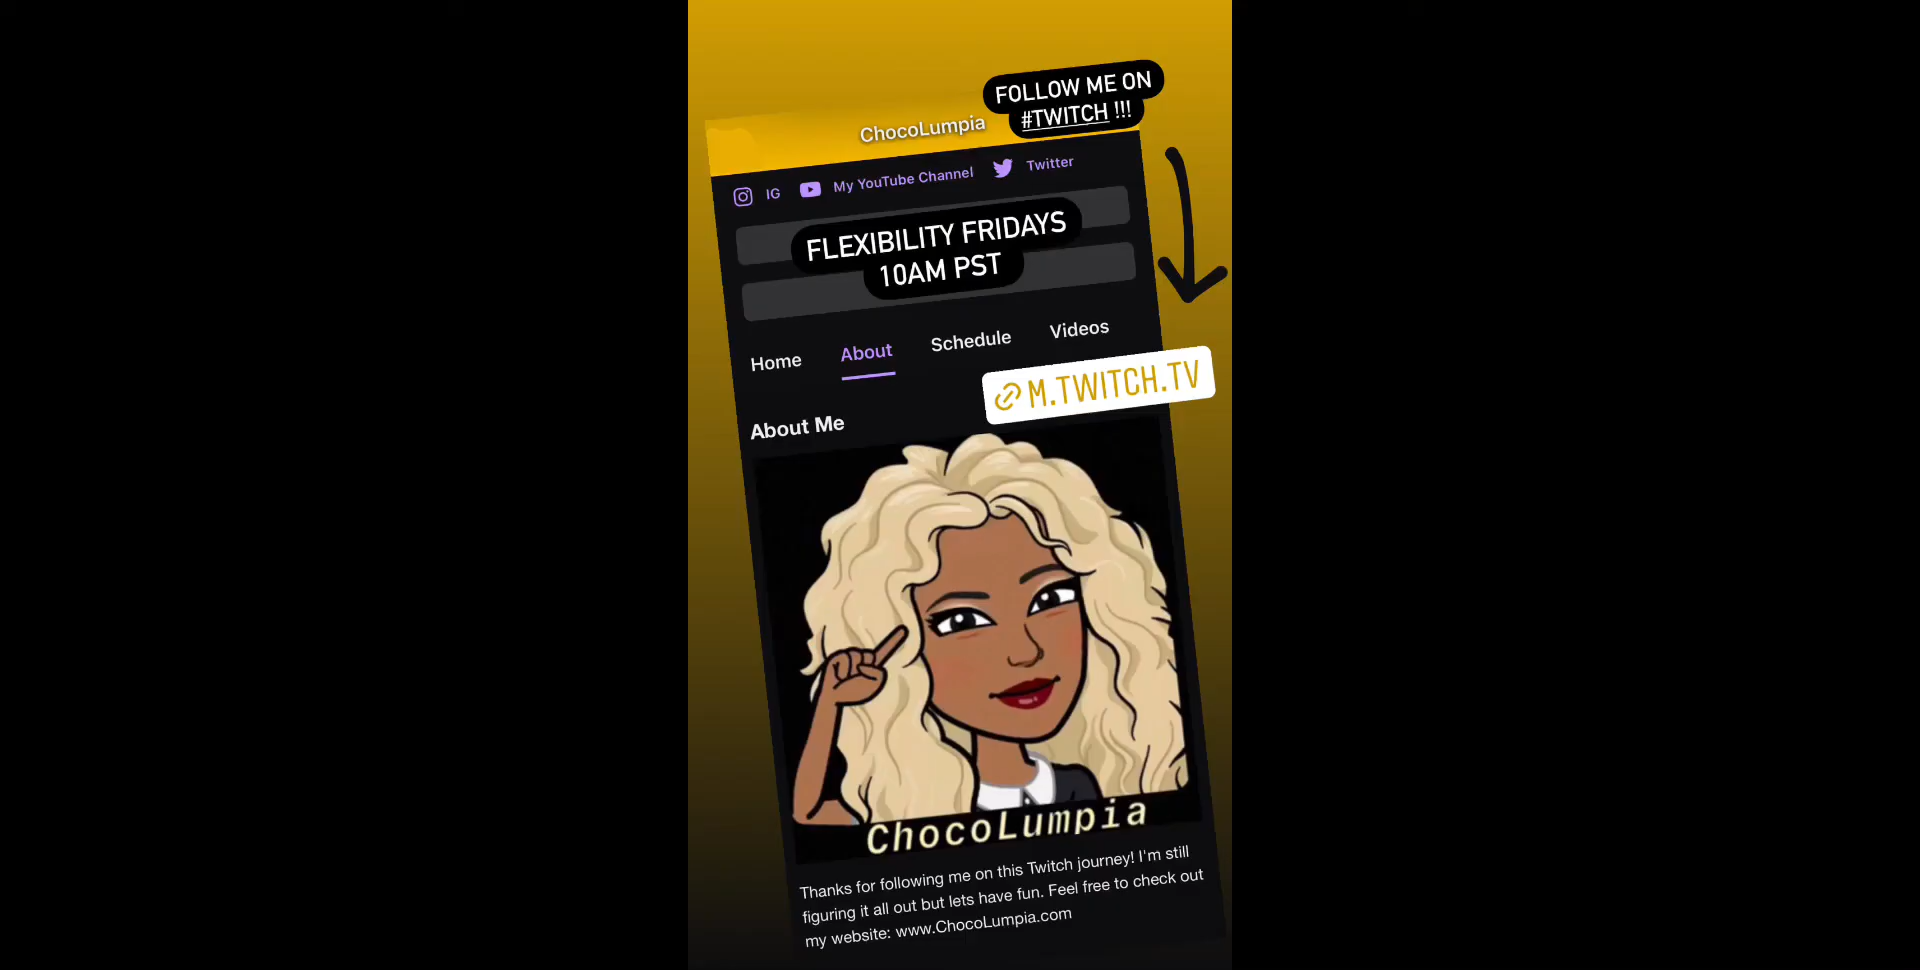 FOLLOW ME ON
#TWITCH !!!
ChocoLumpia
IG My YouTube Channel Twitter
FLEXIBILITY FRIDAYS
10AM PST
Home About Schedule Videos
M.TWITCH.TV
About Me
ChocoLumpia
Thanks for following me on this Twitch journey! I'm still
figuring it all out but lets have fun. Feel free to check out
my website: www.ChocoLumpia.com